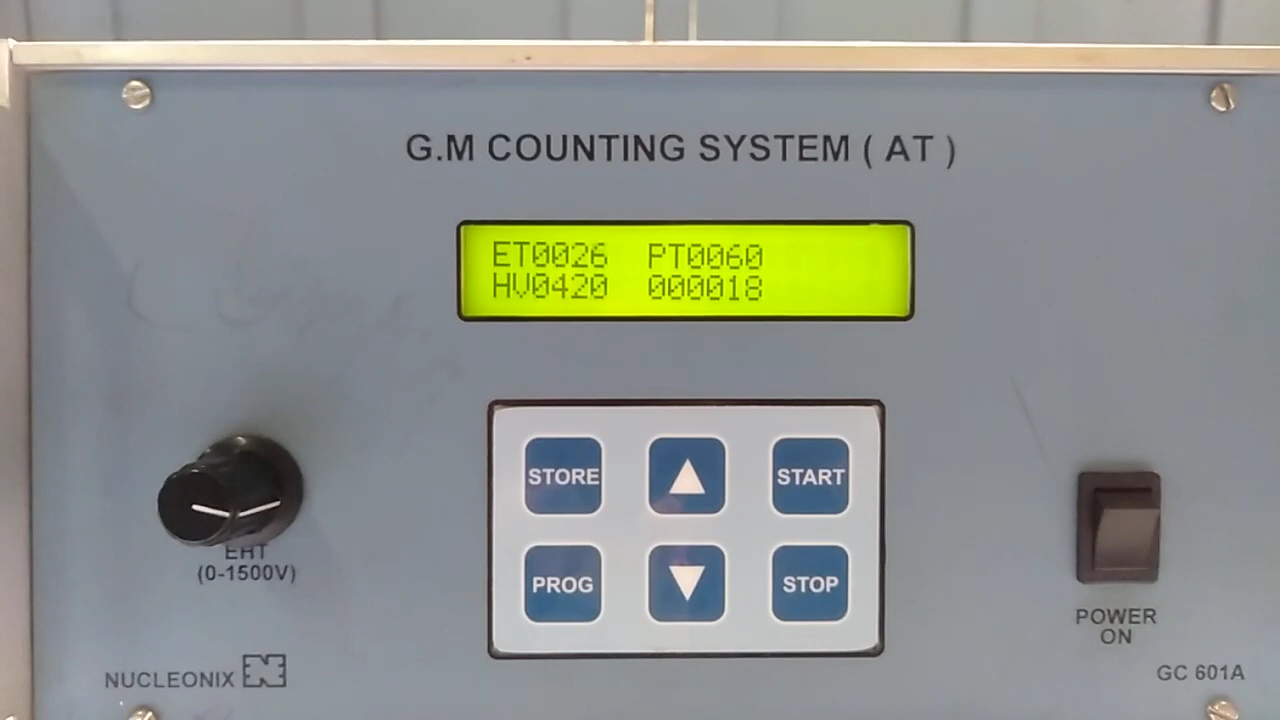 G.M COUNTING SYSTEM ( AT )
ET0026 PT0060
HV0420 000018
STORE START
PROG STOP
EHT
(0-1500V)
POWER
ON
NUCLEONIX
GC 601A